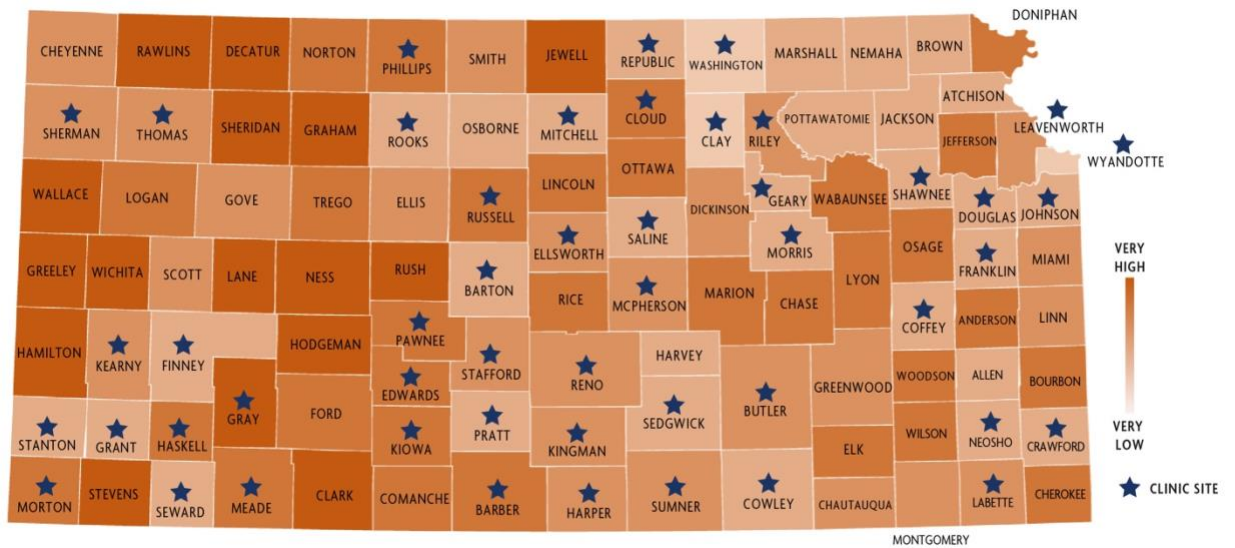 DONIPHAN
CHEYENNE
RAWLINS
DECATUR
NORTON
PHILLIPS
SMITH
JEWELL
REPUBLIC
WASHINGTON
MARSHALL
NEMAHA
BROWN
SHERMAN
THOMAS
SHERIDAN
GRAHAM
ROOKS
OSBORNE
MITCHELL
CLOUD
CLAY
RILEY
POTTAWATOMIE
JACKSON
ATCHISON
JEFFERSON
LEAVENWORTH
WYANDOTTE
WALLACE
LOGAN
GOVE
TREGO
ELLIS
RUSSELL
LINCOLN
OTTAWA
DICKINSON
GEARY
WABAUNSEE
SHAWNEE
DOUGLAS
JOHNSON
GREELEY
WICHITA
SCOTT
LANE
NESS
RUSH
BARTON
ELLSWORTH
SALINE
MORRIS
OSAGE
FRANKLIN
MIAMI
RICE
MCPHERSON
MARION
CHASE
LYON
COFFEY
ANDERSON
LINN
HAMILTON
KEARNY
FINNEY
HODGEMAN
PAWNEE
STAFFORD
RENO
HARVEY
GRAY
FORD
EDWARDS
SEDGWICK
BUTLER
GREENWOOD
WOODSON
ALLEN
BOURBON
STANTON
GRANT
HASKELL
KIOWA
PRATT
KINGMAN
ELK
WILSON
NEOSHO
CRAWFORD
MORTON
STEVENS
SEWARD
MEADE
CLARK
COMANCHE
BARBER
HARPER
SUMNER
COWLEY
CHAUTAUQUA
LABETTE
CHEROKEE
MONTGOMERY
VERY
HIGH
VERY
LOW
CLINIC SITE